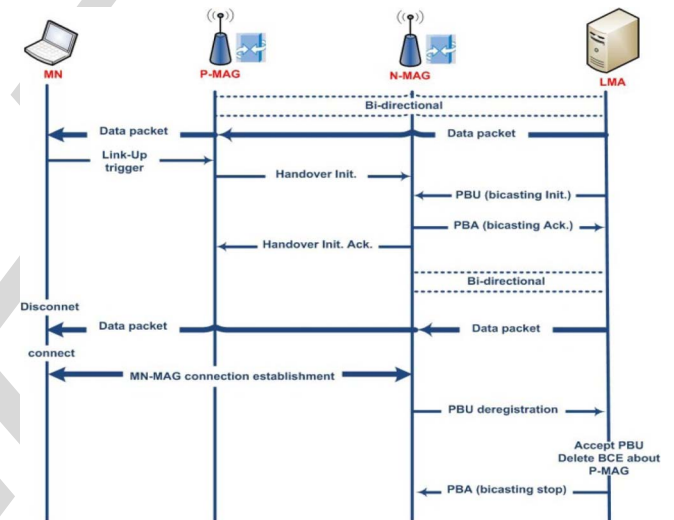 MN
P-MAG
N-MAG
LMA
Bi-directional
Data packet
Data packet
Link-Up
trigger
Handover Init.
PBU (bicasting Init.)
PBA (bicasting Ack.)
Handover Init. Ack.
Bi-directional
Disconnet
Data packet
Data packet
connect
MN-MAG connection establishment
PBU deregistration
Accept PBU
Delete BCE about
P-MAG
PBA (bicasting stop)